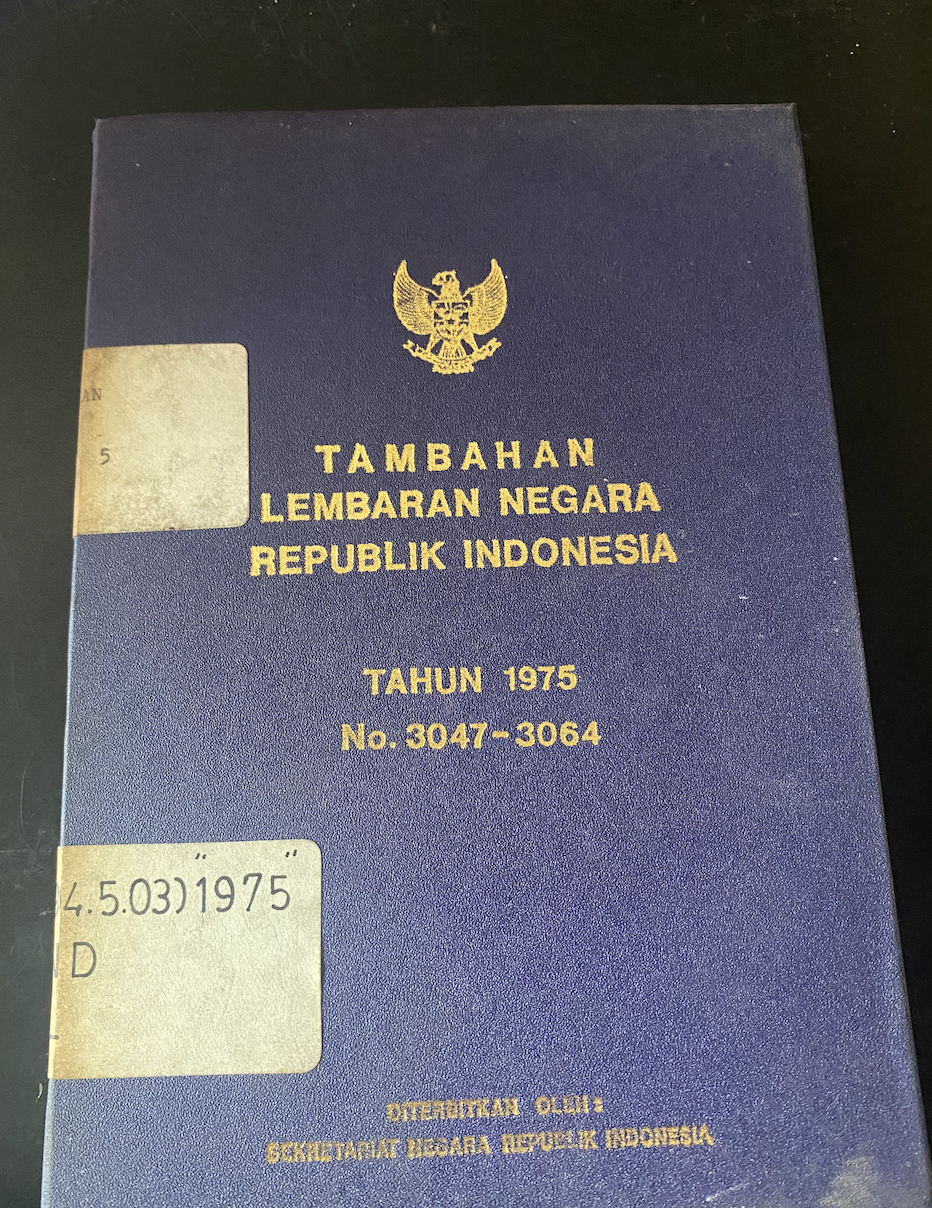 AN
5
TAMBAHAN
LEMBARAN NEGARA
REPUBLIK INDONESIA
TAHUN 1975
No. 3047-3064
4.5.03) "1975"
D
DITERBITKAN OLEH :
SEKRETARIAT NEGARA REPUBLIK INDONESIA